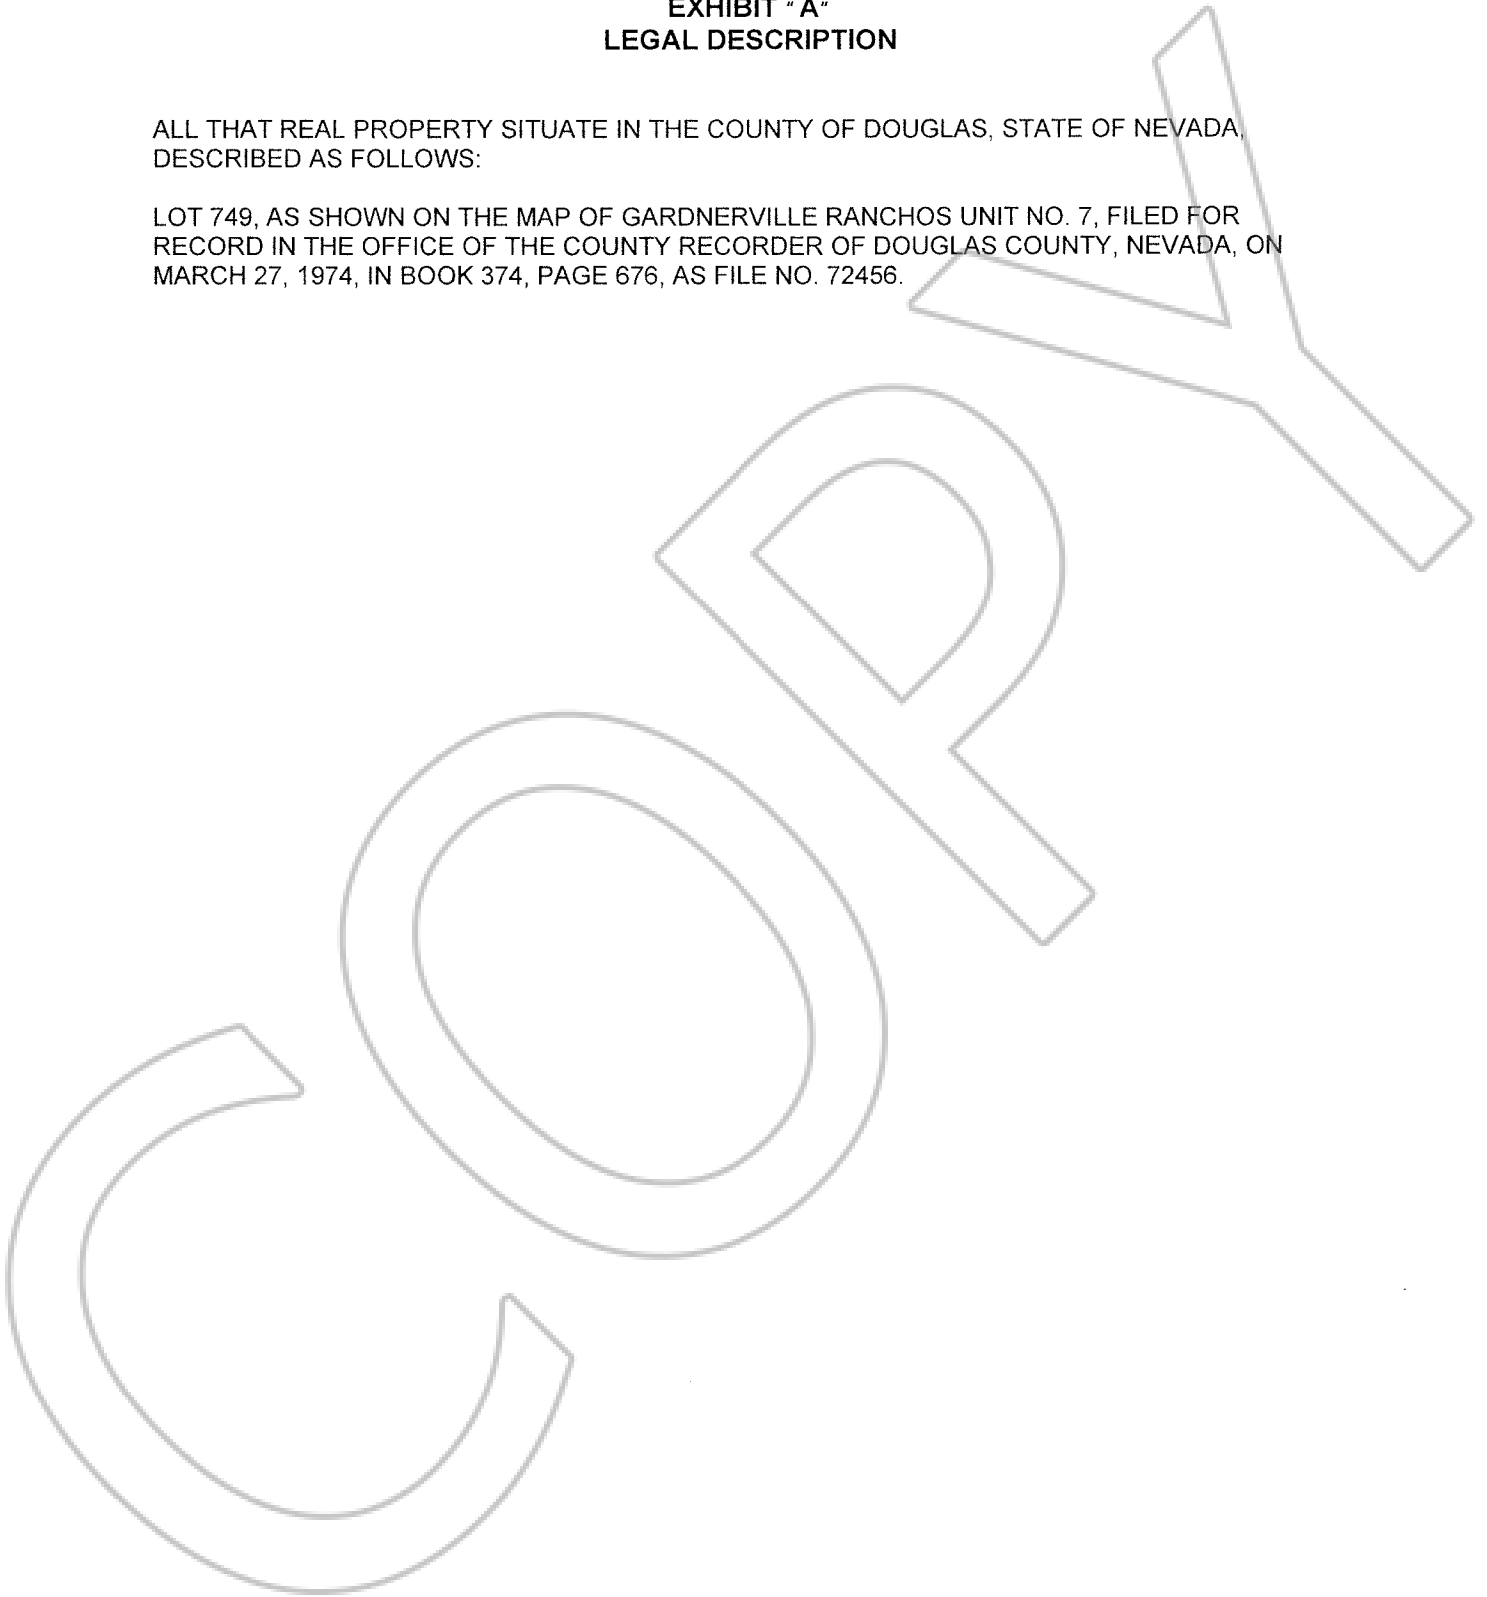 EXHIBIT "A"
LEGAL DESCRIPTION
ALL THAT REAL PROPERTY SITUATE IN THE COUNTY OF DOUGLAS, STATE OF NEVADA,
DESCRIBED AS FOLLOWS:
LOT 749, AS SHOWN ON THE MAP OF GARDNERVILLE RANCHOS UNIT NO. 7, FILED FOR
RECORD IN THE OFFICE OF THE COUNTY RECORDER OF DOUGLAS COUNTY, NEVADA, ON
MARCH 27, 1974, IN BOOK 374, PAGE 676, AS FILE NO. 72456.
COPY